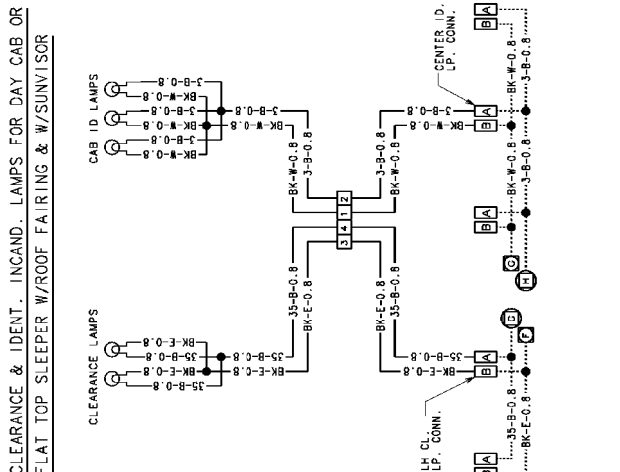 CLEARANCE & IDENT. INCAND. LAMPS FOR DAY CAB OR
FLAT TOP SLEEPER W/ROOF FAIRING & W/SUNVISOR
CAB ID LAMPS
3-B-0.8
BK-W-0.8
3-B-0.8
BK-W-0.8
3-B-0.8
BK-W-0.8
3-B-0.8
BK-W-0.8
BK-W-0.8
3-B-0.8
2
1
4
3
BK-W-0.8
3-B-0.8
3-B-0.8
BK-W-0.8
CENTER ID.
LP. CONN.
A
B
A
B
A
B
BK-W-0.8
3-B-0.8
BK-W-0.8
3-B-0.8
G
H
CLEARANCE LAMPS
BK-E-0.8
35-B-0.8
BK-E-0.8
35-B-0.8
35-B-0.8
BK-E-0.8
35-B-0.8
BK-E-0.8
BK-E-0.8
35-B-0.8
35-B-0.8
BK-E-0.8
LH CL.
LP. CONN.
A
B
A
B
D
F
35-B-0.8
BK-E-0.8